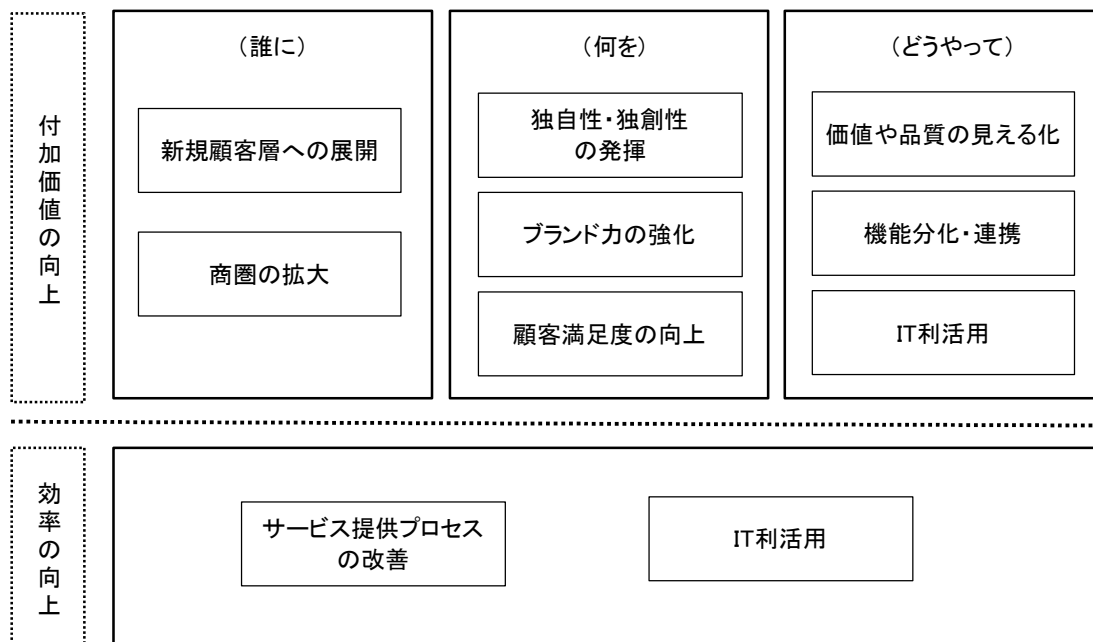 付加価値の向上
（誰に）
新規顧客層への展開
商圏の拡大
（何を）
独自性・独創性
の発揮
ブランド力の強化
顧客満足度の向上
（どうやって）
価値や品質の見える化
機能分化・連携
IT利活用
効率の向上
サービス提供プロセス
の改善
IT利活用